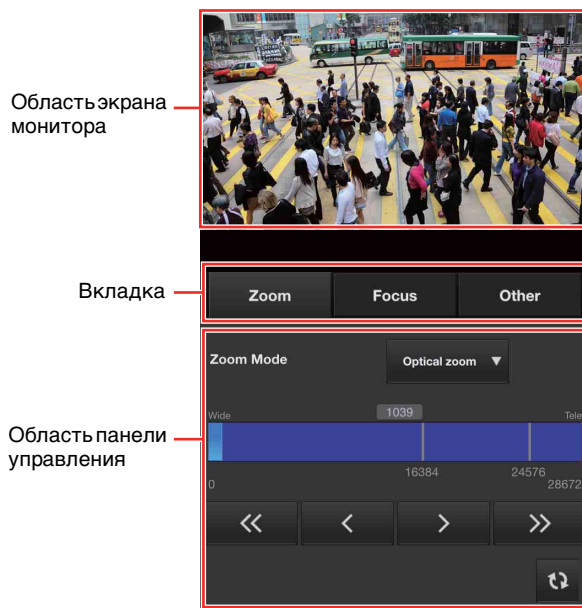 Область экрана
монитора
Вкладка
Zoom Focus Other
Zoom Mode Optical zoom
Wide 1039 Tele
16384 24576
0 28672
Область панели
управления